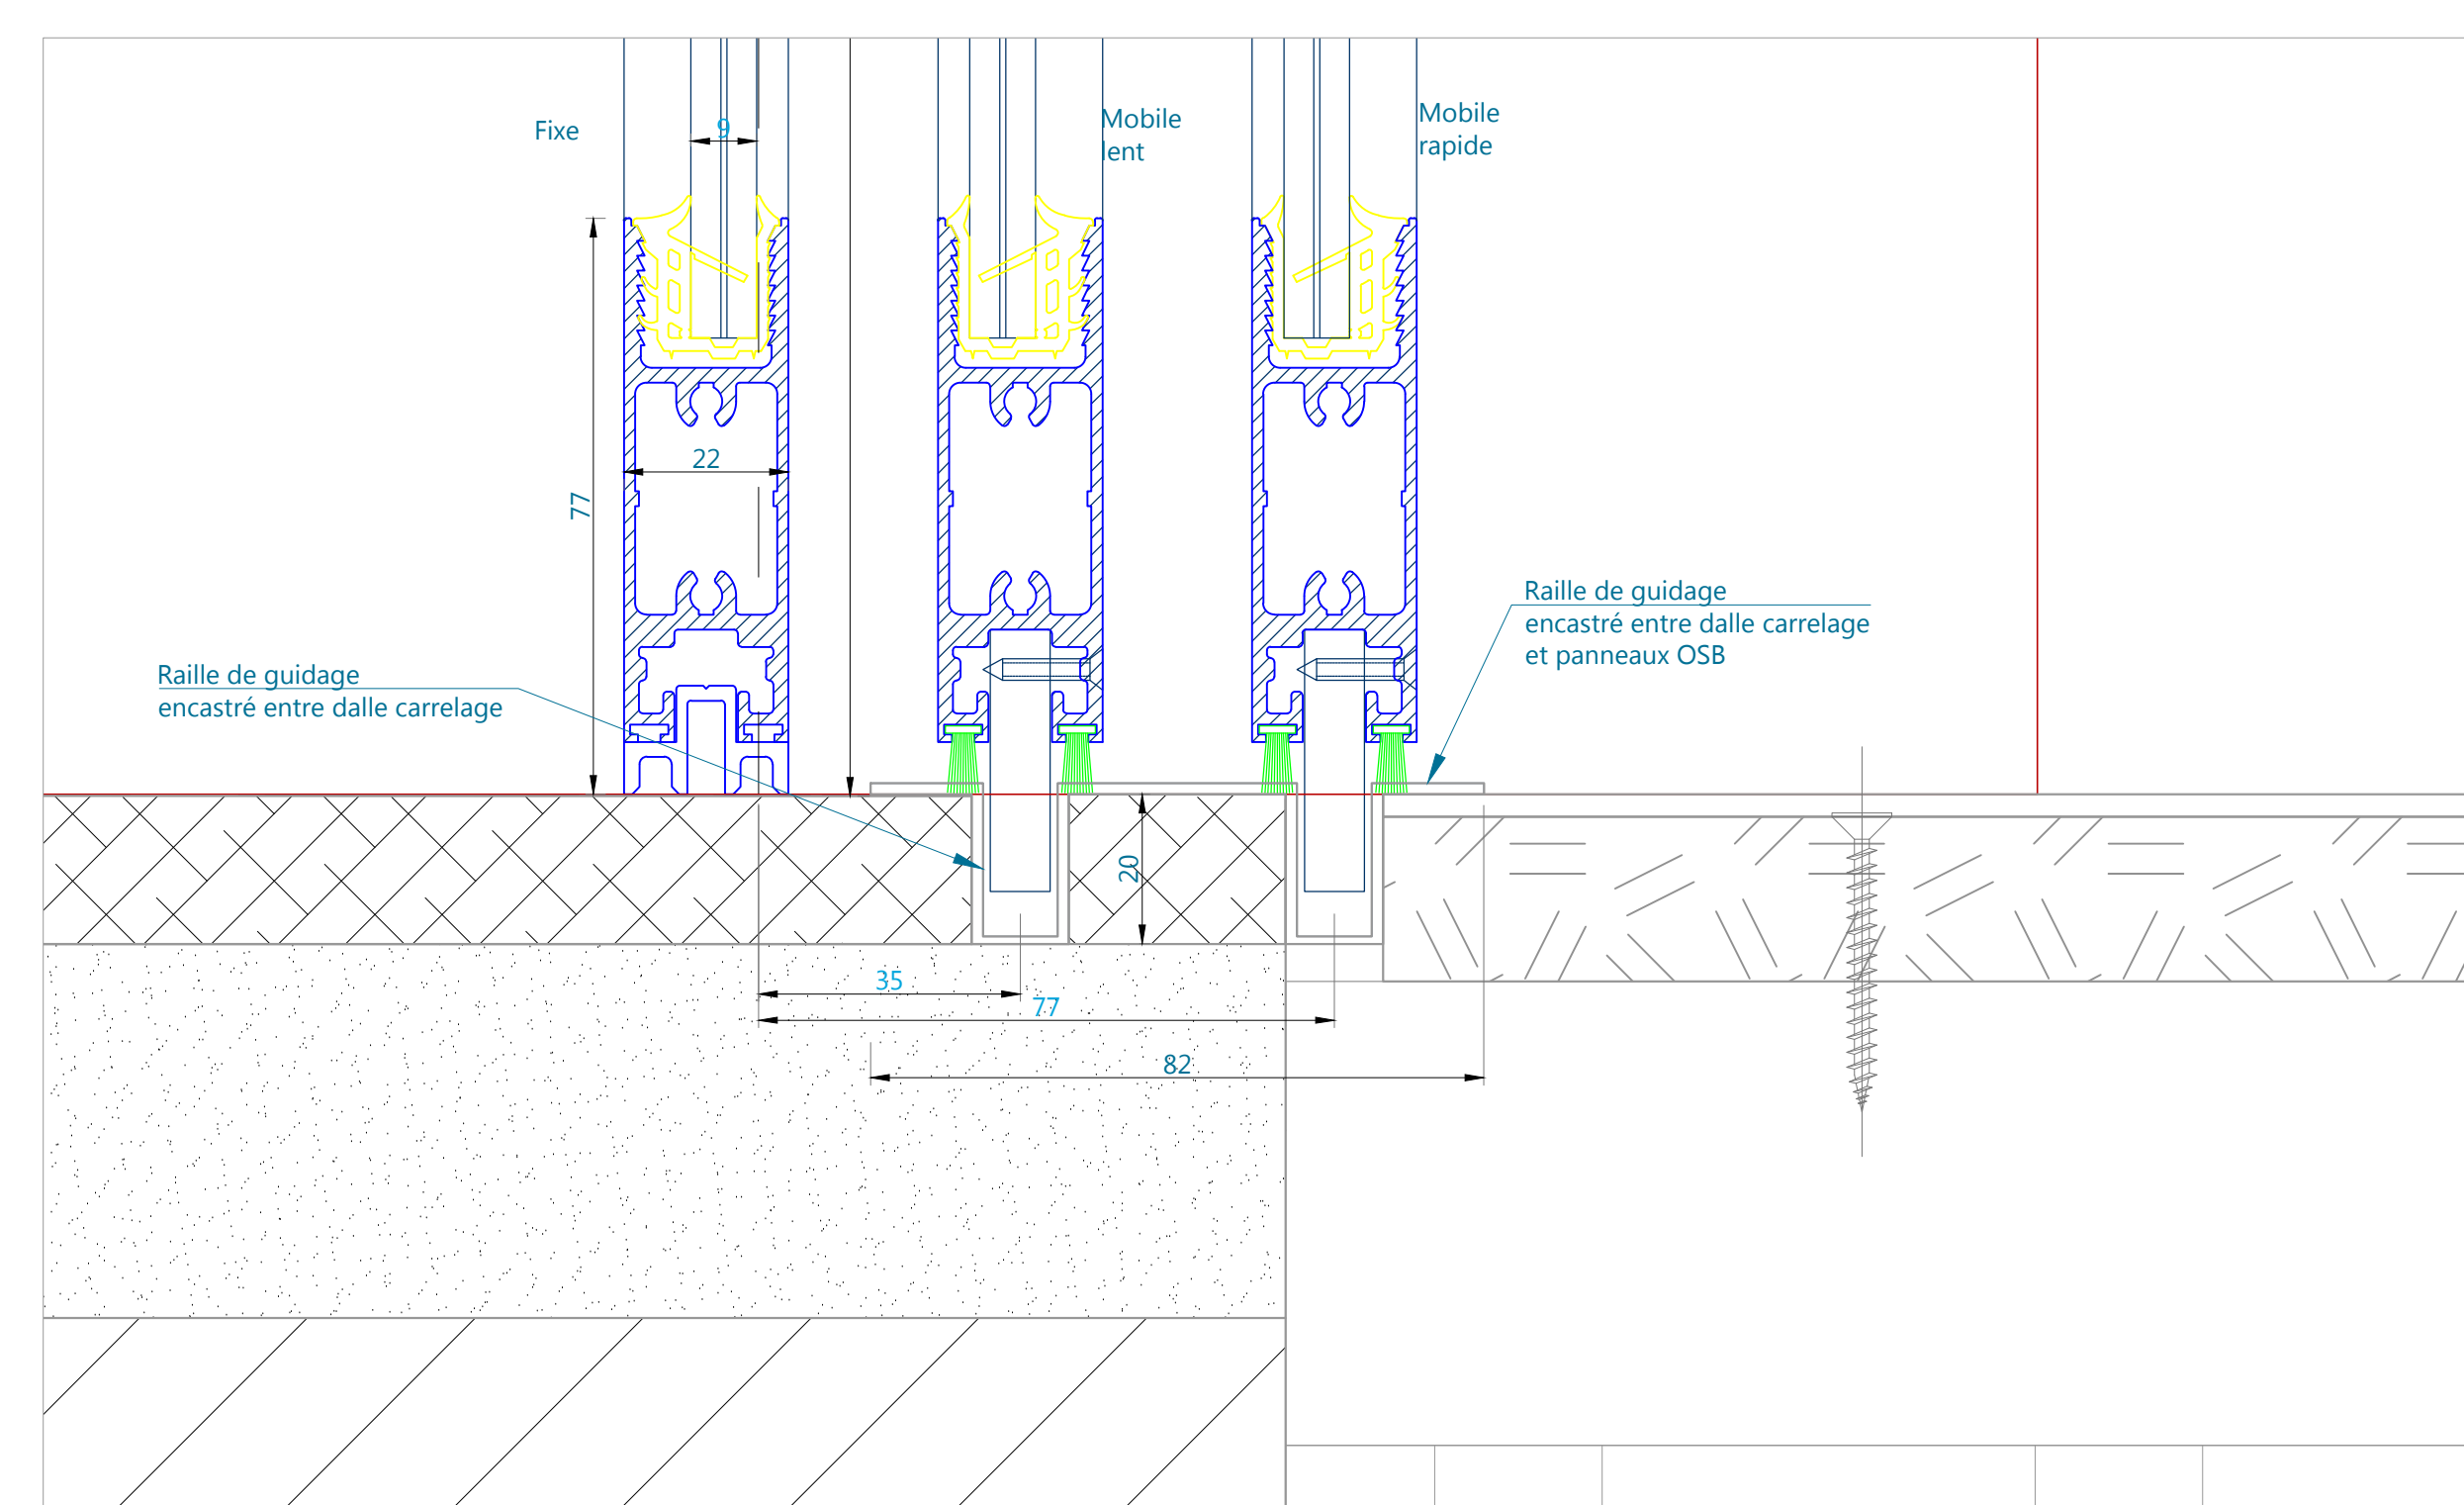 Fixe
9
Mobile
lent
Mobile
rapide
22
77
Raille de guidage
encastré entre dalle carrelage
et panneaux OSB
Raille de guidage
encastré entre dalle carrelage
20
35
77
82